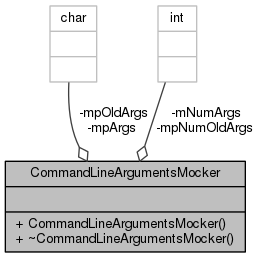 char
int
-mpOldArgs
-mpArgs
-mNumArgs
-mpNumOldArgs
CommandLineArgumentsMocker
+ CommandLineArgumentsMocker()
+ ~CommandLineArgumentsMocker()